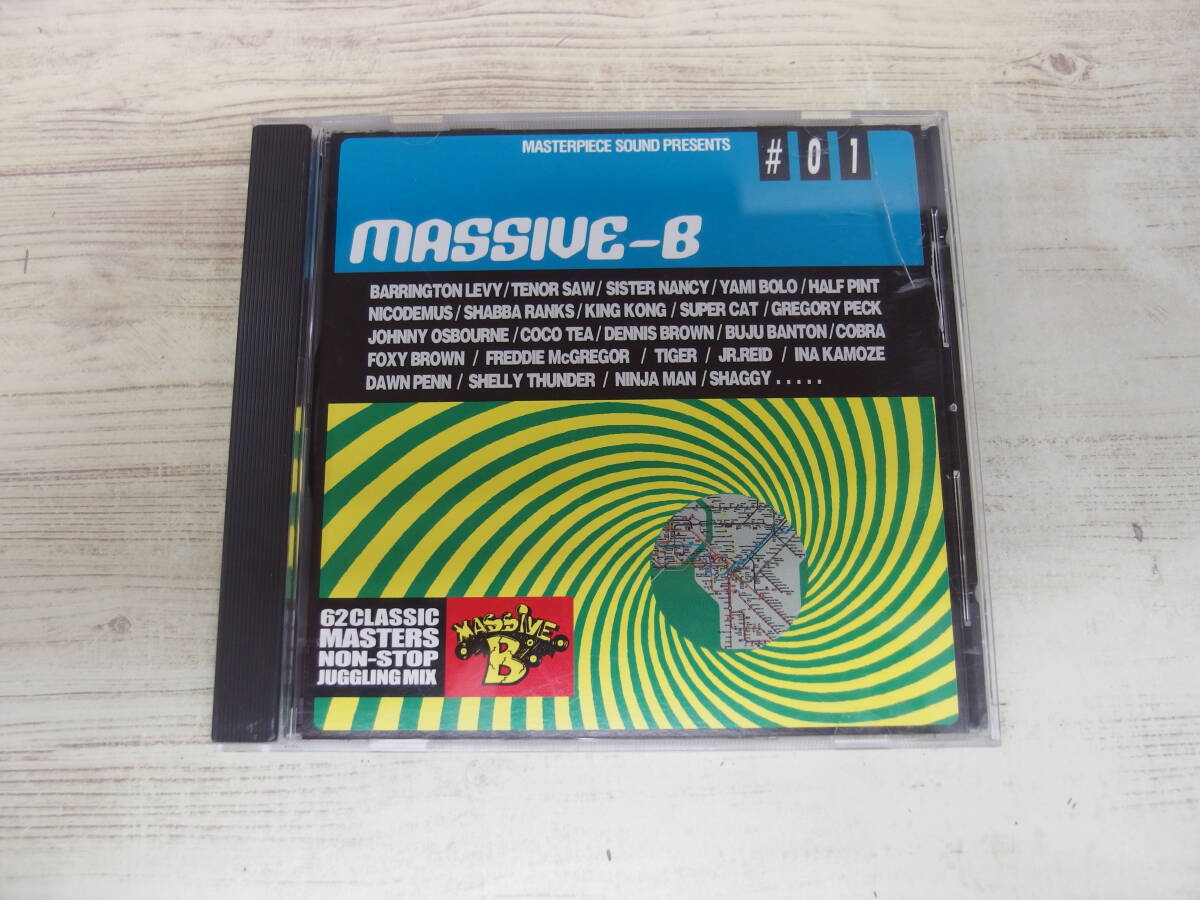 MASTERPIECE SOUND PRESENTS
#01
MASSIVE-B
BARRINGTON LEVY/TENOR SAW/SISTER NANCY/YAMI BOLO/HALF PINT
NICODEMUS/SHABBA RANKS/KING KONG/SUPER CAT/GREGORY PECK
JOHNNY OSBOURNE/COCO TEA/DENNIS BROWN/BUJU BANTON/COBRA
FOXY BROWN / FREDDIE McGREGOR / TIGER / JR.REID / INA KAMOZE
DAWN PENN / SHELLY THUNDER / NINJA MAN /SHAGGY .....
62 CLASSIC
MASTERS
NON-STOP
JUGGLING MIX
MASSIVE
B